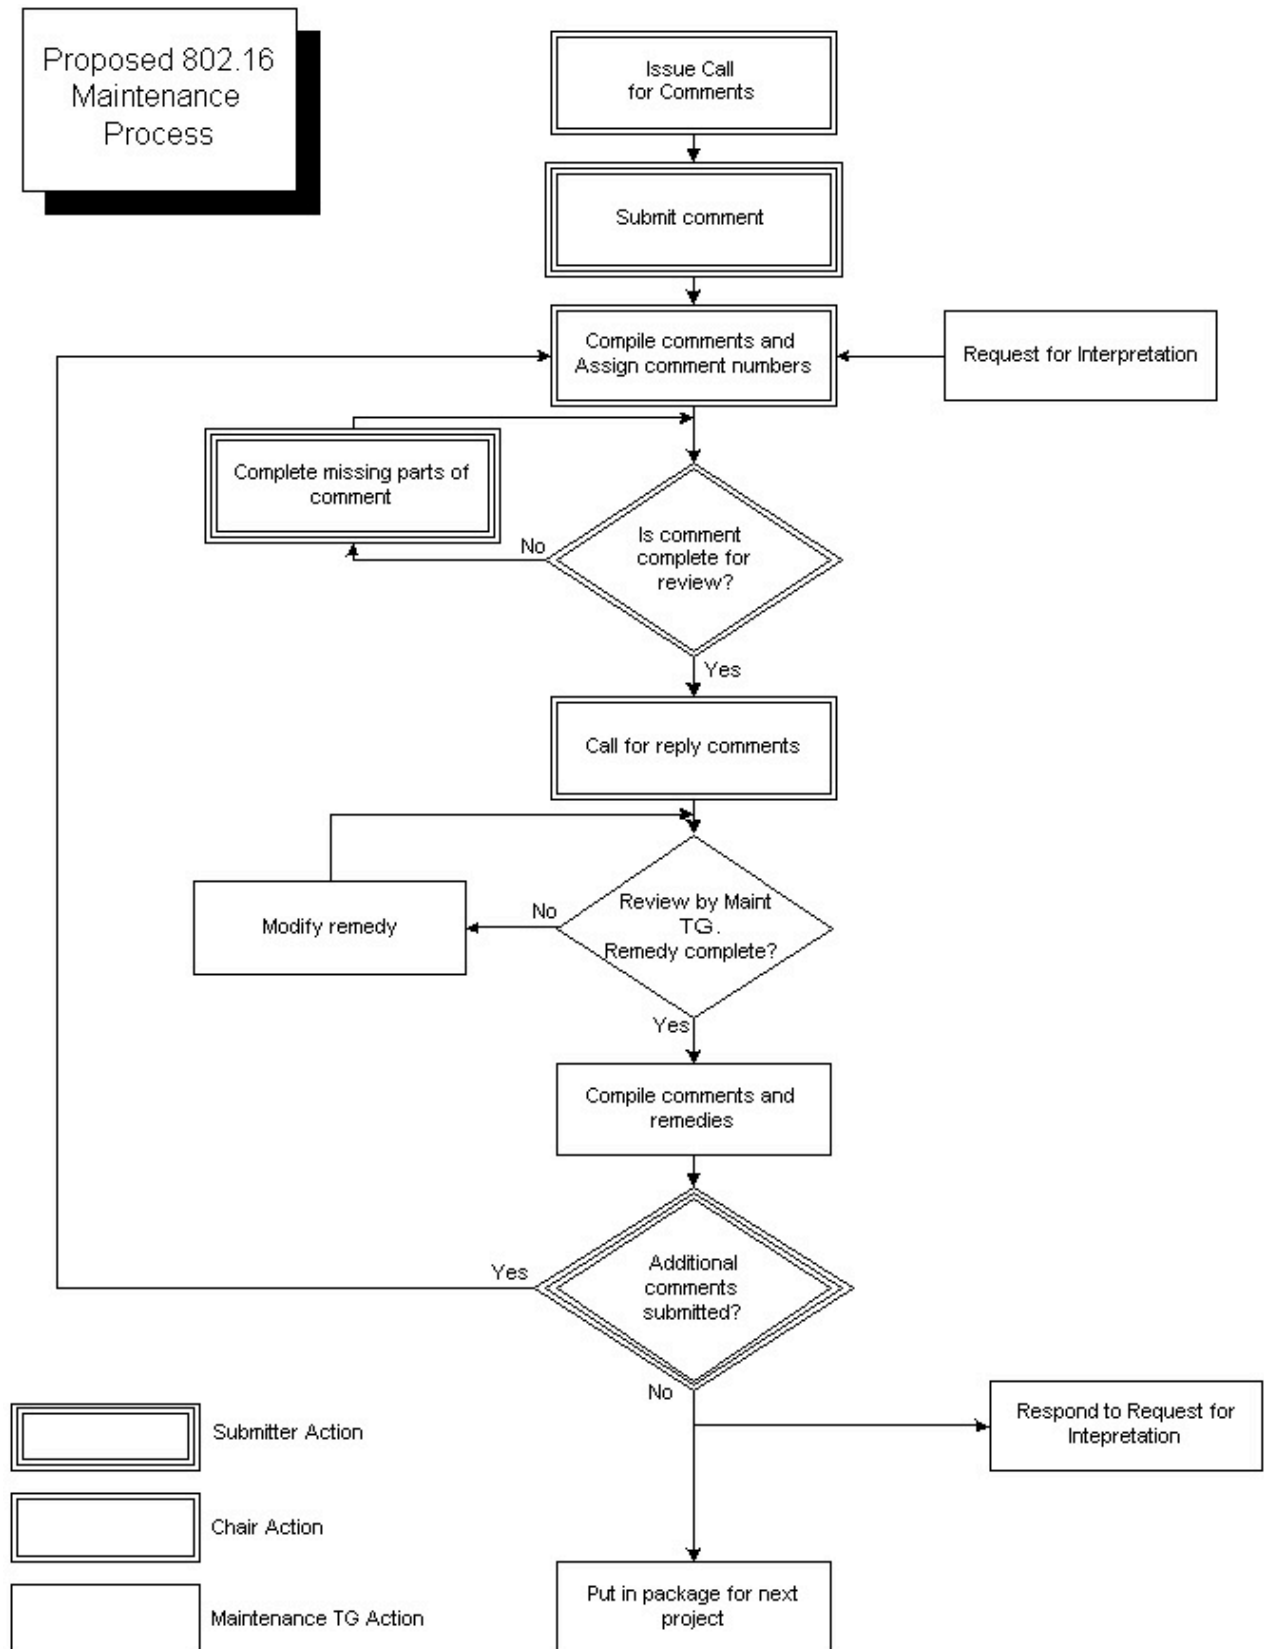 Proposed 802.16
Maintenance
Process
Issue Call
for Comments
Submit comment
Compile comments and
Assign comment numbers
Request for Interpretation
Complete missing parts of
comment
No
Is comment
complete for
review?
Yes
Call for reply comments
Modify remedy
No
Review by Maint
TG.
Remedy complete?
Yes
Compile comments and
remedies
Yes
Additional
comments
submitted?
No
Respond to Request for
Intepretation
Submitter Action
Chair Action
Maintenance TG Action
Put in package for next
project